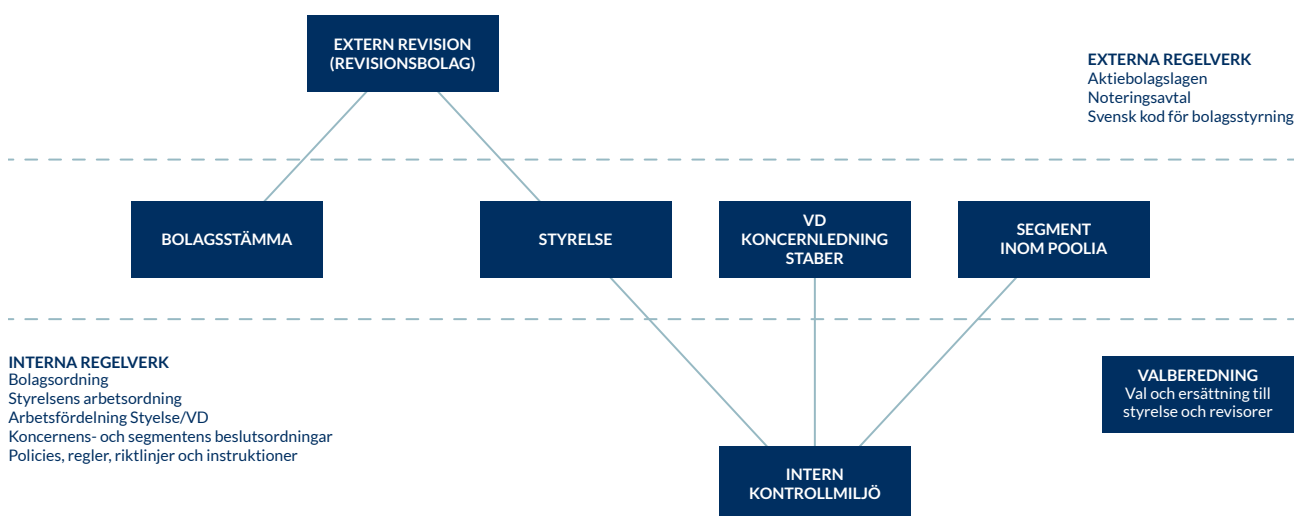 EXTERN REVISION
(REVISIONSBOLAG)
EXTERNA REGELVERK
Aktiebolagslagen
Noteringsavtal
Svensk kod för bolagsstyrning
BOLAGSSTÄMMA
STYRELSE
VD
KONCERNLEDNING
STABER
SEGMENT
INOM POOLIA
INTERNA REGELVERK
Bolagsordning
Styrelsens arbetsordning
Arbetsfördelning Styelse/VD
Koncernens- och segmentens beslutsordningar
Policies, regler, riktlinjer och instruktioner
VALBEREDNING
Val och ersättning till
styrelse och revisorer
INTERN
KONTROLLMILJÖ